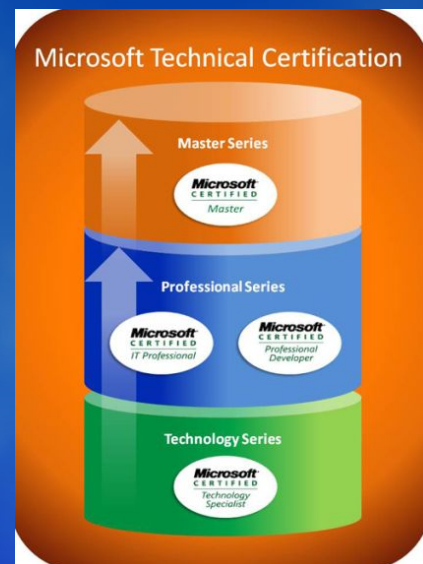 Microsoft Technical Certification
Master Series
Microsoft
CERTIFIED
Master
Professional Series
Microsoft
CERTIFIED
IT Professional
Microsoft
CERTIFIED
Professional
Developer
Technology Series
Microsoft
CERTIFIED
Technology
Specialist